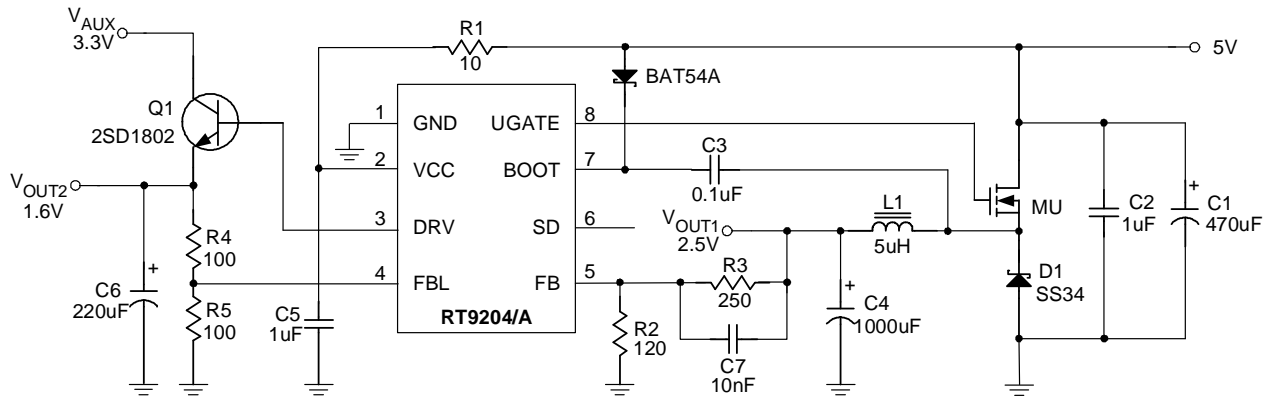 VAUX
3.3V
R1
10
5V
BAT54A
Q1
2SD1802
1
GND
UGATE
8
2
VCC
BOOT
7
C3
0.1uF
VOUT2
1.6V
3
DRV
SD
6
VOUT1
2.5V
L1
5uH
MU
C2
1uF
+
C1
470uF
R4
100
4
FBL
FB
5
R3
250
D1
SS34
+
C6
220uF
R5
100
C5
1uF
RT9204/A
R2
120
C7
10nF
+
C4
1000uF